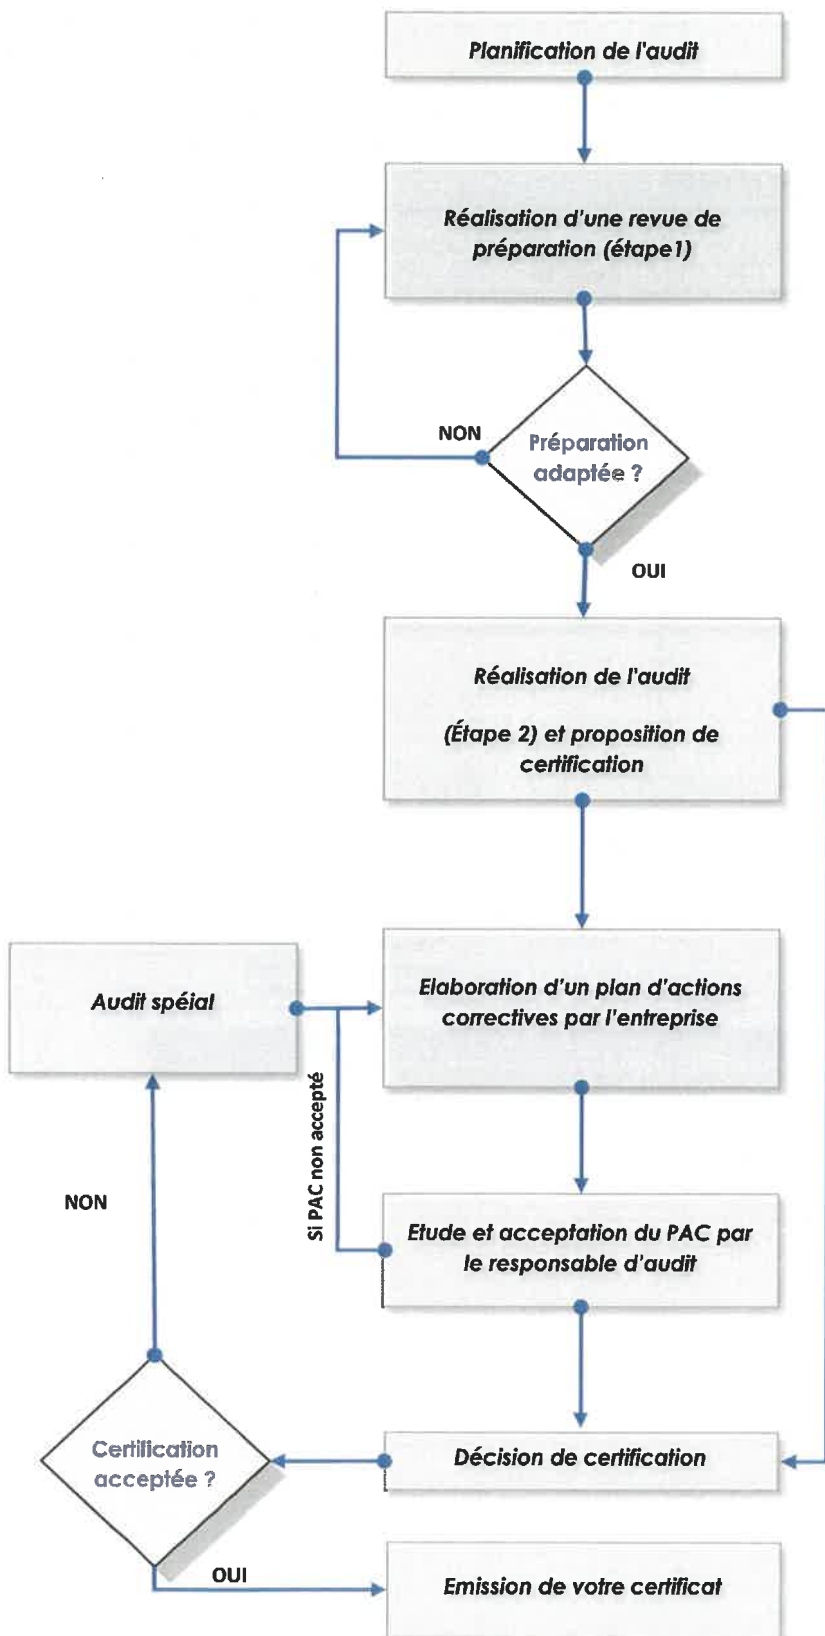 Planification de l'audit
Réalisation d'une revue de
préparation (étape1)
NON
Préparation
adaptée ?
OUI
Réalisation de l'audit
(Étape 2) et proposition de
certification
Audit spéial
Elaboration d'un plan d'actions
correctives par l'entreprise
Si PAC non accepté
NON
Etude et acceptation du PAC par
le responsable d'audit
Certification
acceptée ?
Décision de certification
OUI
Emission de votre certificat